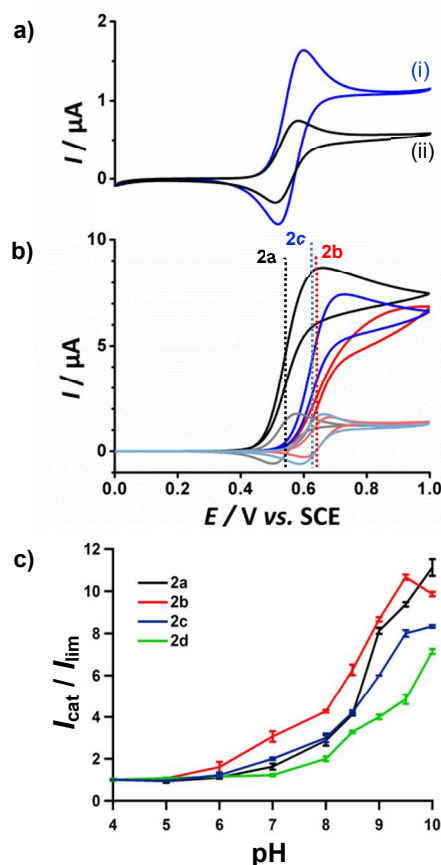 a)
2
(i)
1
(ii)
0
I / μA
b)
10
2c
2a
2b
5
0
I / μA
0.0 0.2 0.4 0.6 0.8 1.0
E / V vs. SCE
c)
12
10
8
6
4
2
0
2a
2b
2c
2d
Icat / Ilim
4 5 6 7 8 9 10
pH